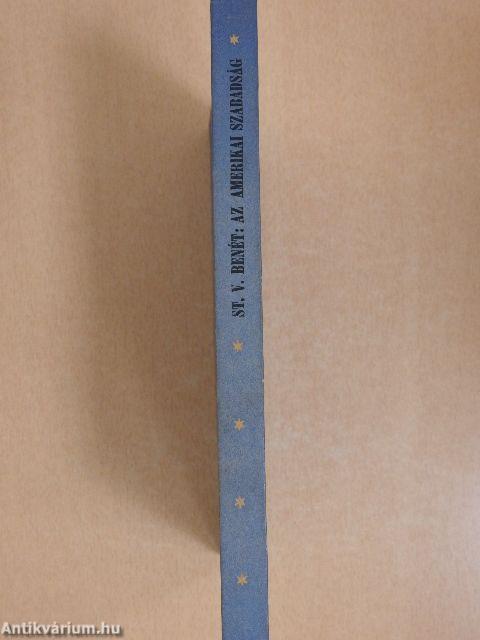 ST. V. BENÉT: AZ AMERIKAI SZABADSÁG
Antikvárium.hu